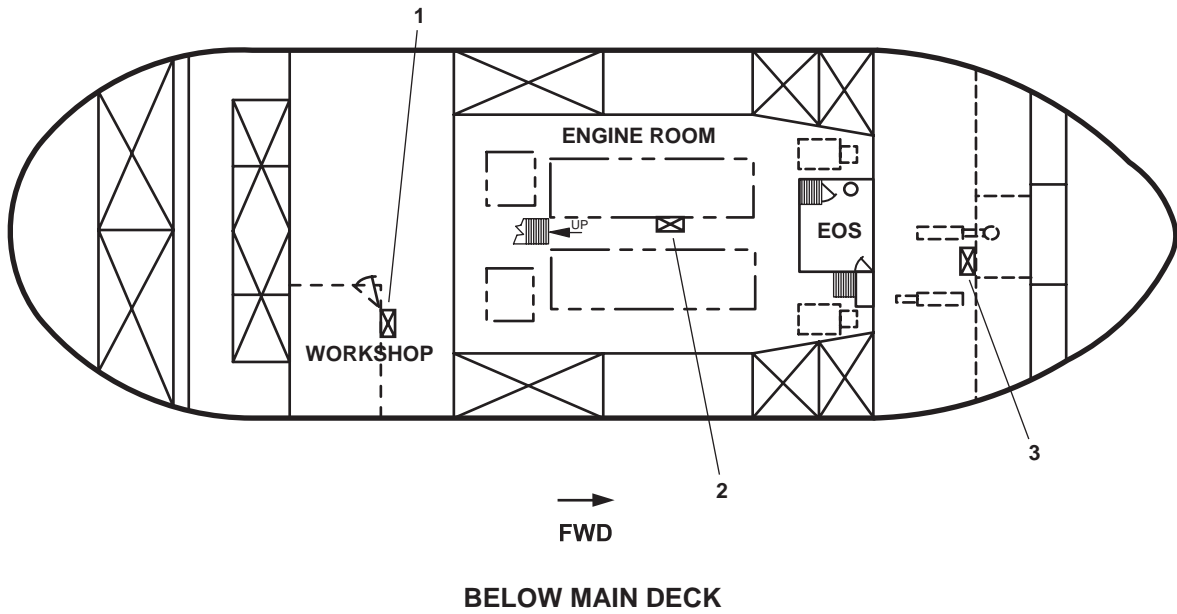 1
ENGINE ROOM
UP
EOS
WORKSHOP
3
2
FWD
BELOW MAIN DECK